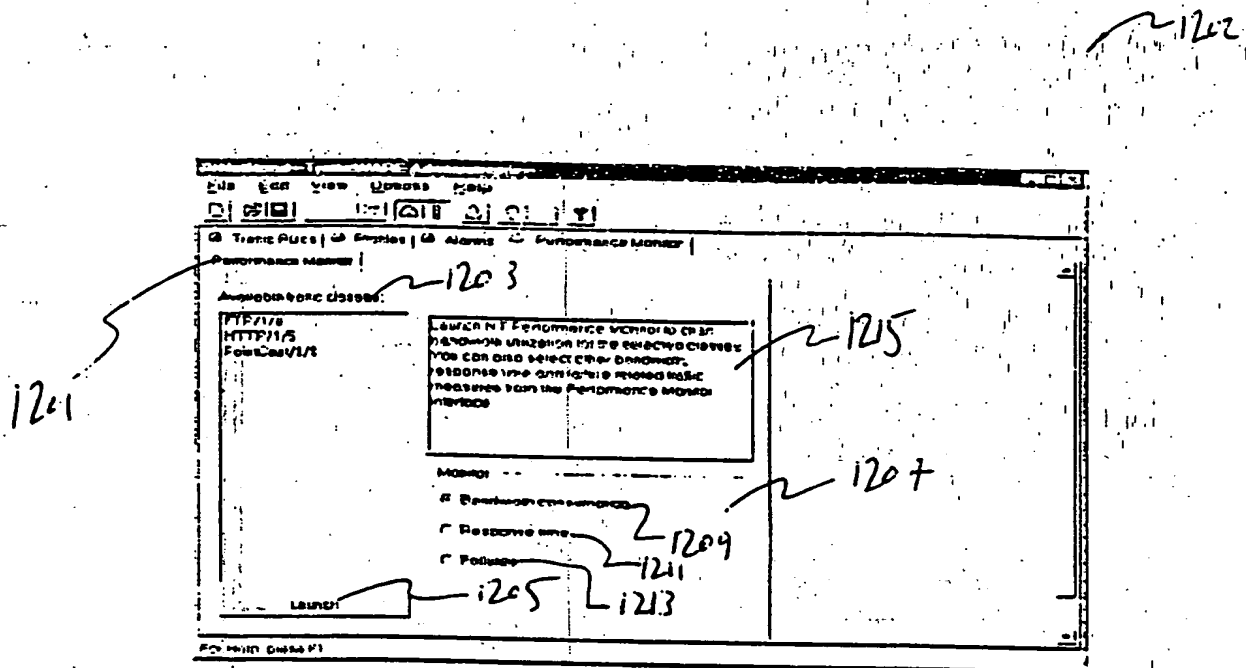 1202
File Edit View Options Help
Traffic Rules | Profiles | Alarms Performance Monitor |
Performance Monitor |
1203
Available traffic classes:
FTP/1/6
HTTP/1/5
PointCast/1/8
Launch NT Performance Monitor to chart
bandwidth utilization for the selected classes
You can also select other bandwidth,
response time and failure related traffic
measures from the Performance Monitor
interface
1215
1201
Monitor
1207
Bandwidth consumption
1209
Response time
1211
Failures
1213
Launch
1205
For Help, press F1